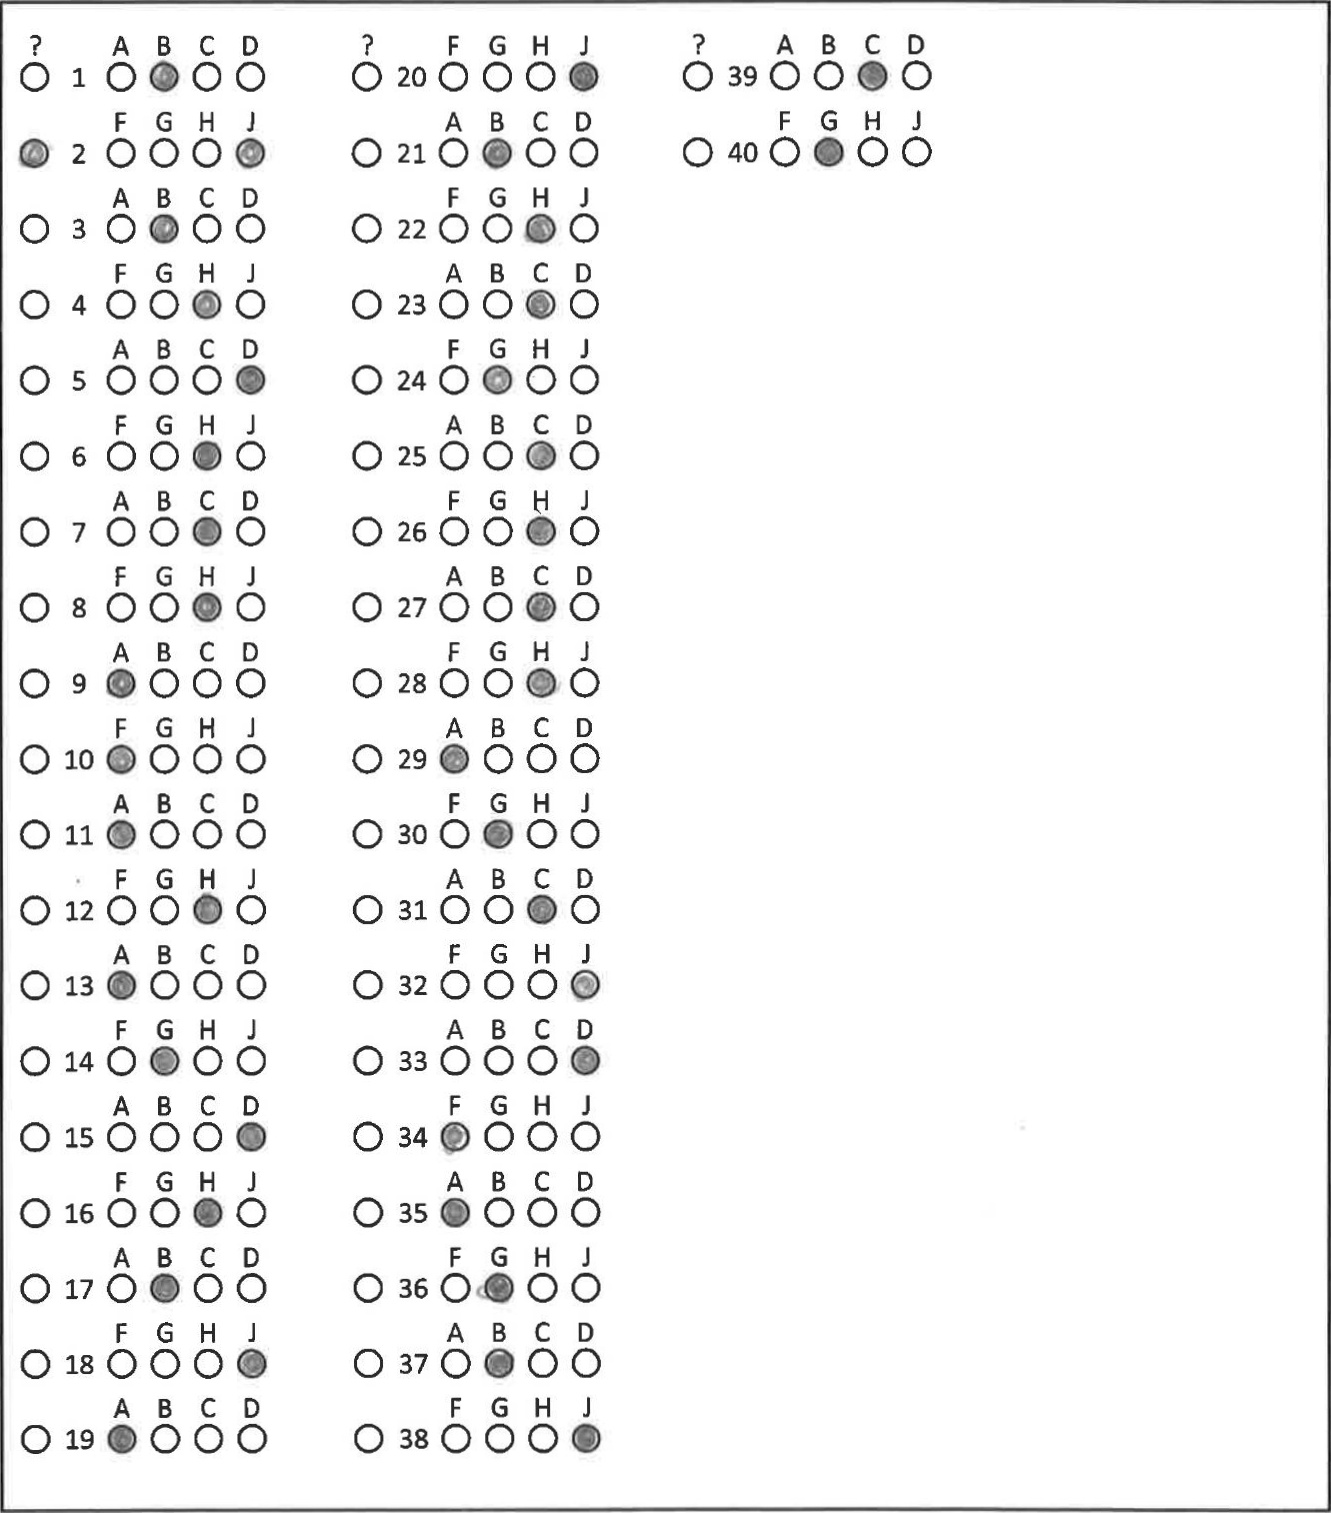 ? A B C D
1
F G H J
2
A B C D
3
F G H J
4
A B C D
5
F G H J
6
A B C D
7
F G H J
8
A B C D
9
F G H J
10
A B C D
11
F G H J
12
A B C D
13
F G H J
14
A B C D
15
F G H J
16
A B C D
17
F G H J
18
A B C D
19
? F G H J
20
A B C D
21
F G H J
22
A B C D
23
F G H J
24
A B C D
25
F G H J
26
A B C D
27
F G H J
28
A B C D
29
F G H J
30
A B C D
31
F G H J
32
A B C D
33
F G H J
34
A B C D
35
F G H J
36
A B C D
37
F G H J
38
? A B C D
39
F G H J
40